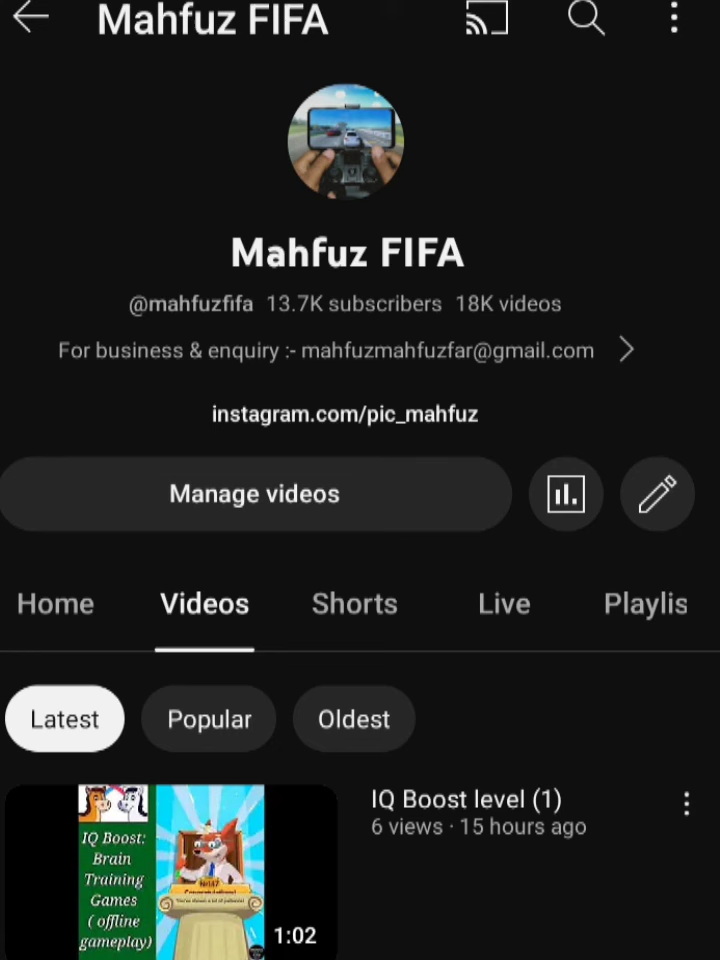 Mahfuz FIFA
Mahfuz FIFA
@mahfuzfifa 13.7K subscribers 18K videos
For business & enquiry :- mahfuzmahfuzfar@gmail.com
instagram.com/pic_mahfuz
Manage videos
Home Videos Shorts Live Playlis
Latest Popular Oldest
IQ Boost level (1)
6 views · 15 hours ago
IQ Boost:
Brain
Training
Games
( offline
gameplay)
1:02